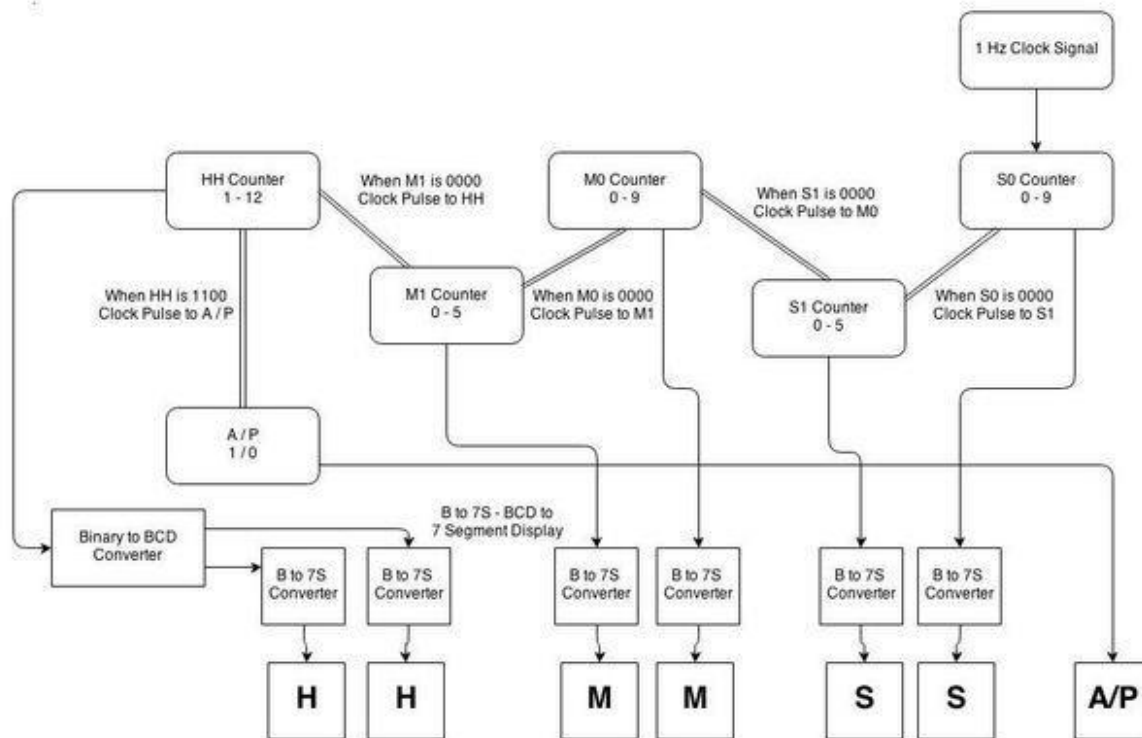 1 Hz Clock Signal
HH Counter
1 - 12
When M1 is 0000
Clock Pulse to HH
M0 Counter
0 - 9
When S1 is 0000
Clock Pulse to M0
S0 Counter
0 - 9
When HH is 1100
Clock Pulse to A / P
M1 Counter
0 - 5
When M0 is 0000
Clock Pulse to M1
S1 Counter
0 - 5
When S0 is 0000
Clock Pulse to S1
A / P
1 / 0
B to 7S - BCD to
7 Segment Display
Binary to BCD
Converter
B to 7S
Converter
B to 7S
Converter
B to 7S
Converter
B to 7S
Converter
B to 7S
Converter
B to 7S
Converter
H
H
M
M
S
S
A/P